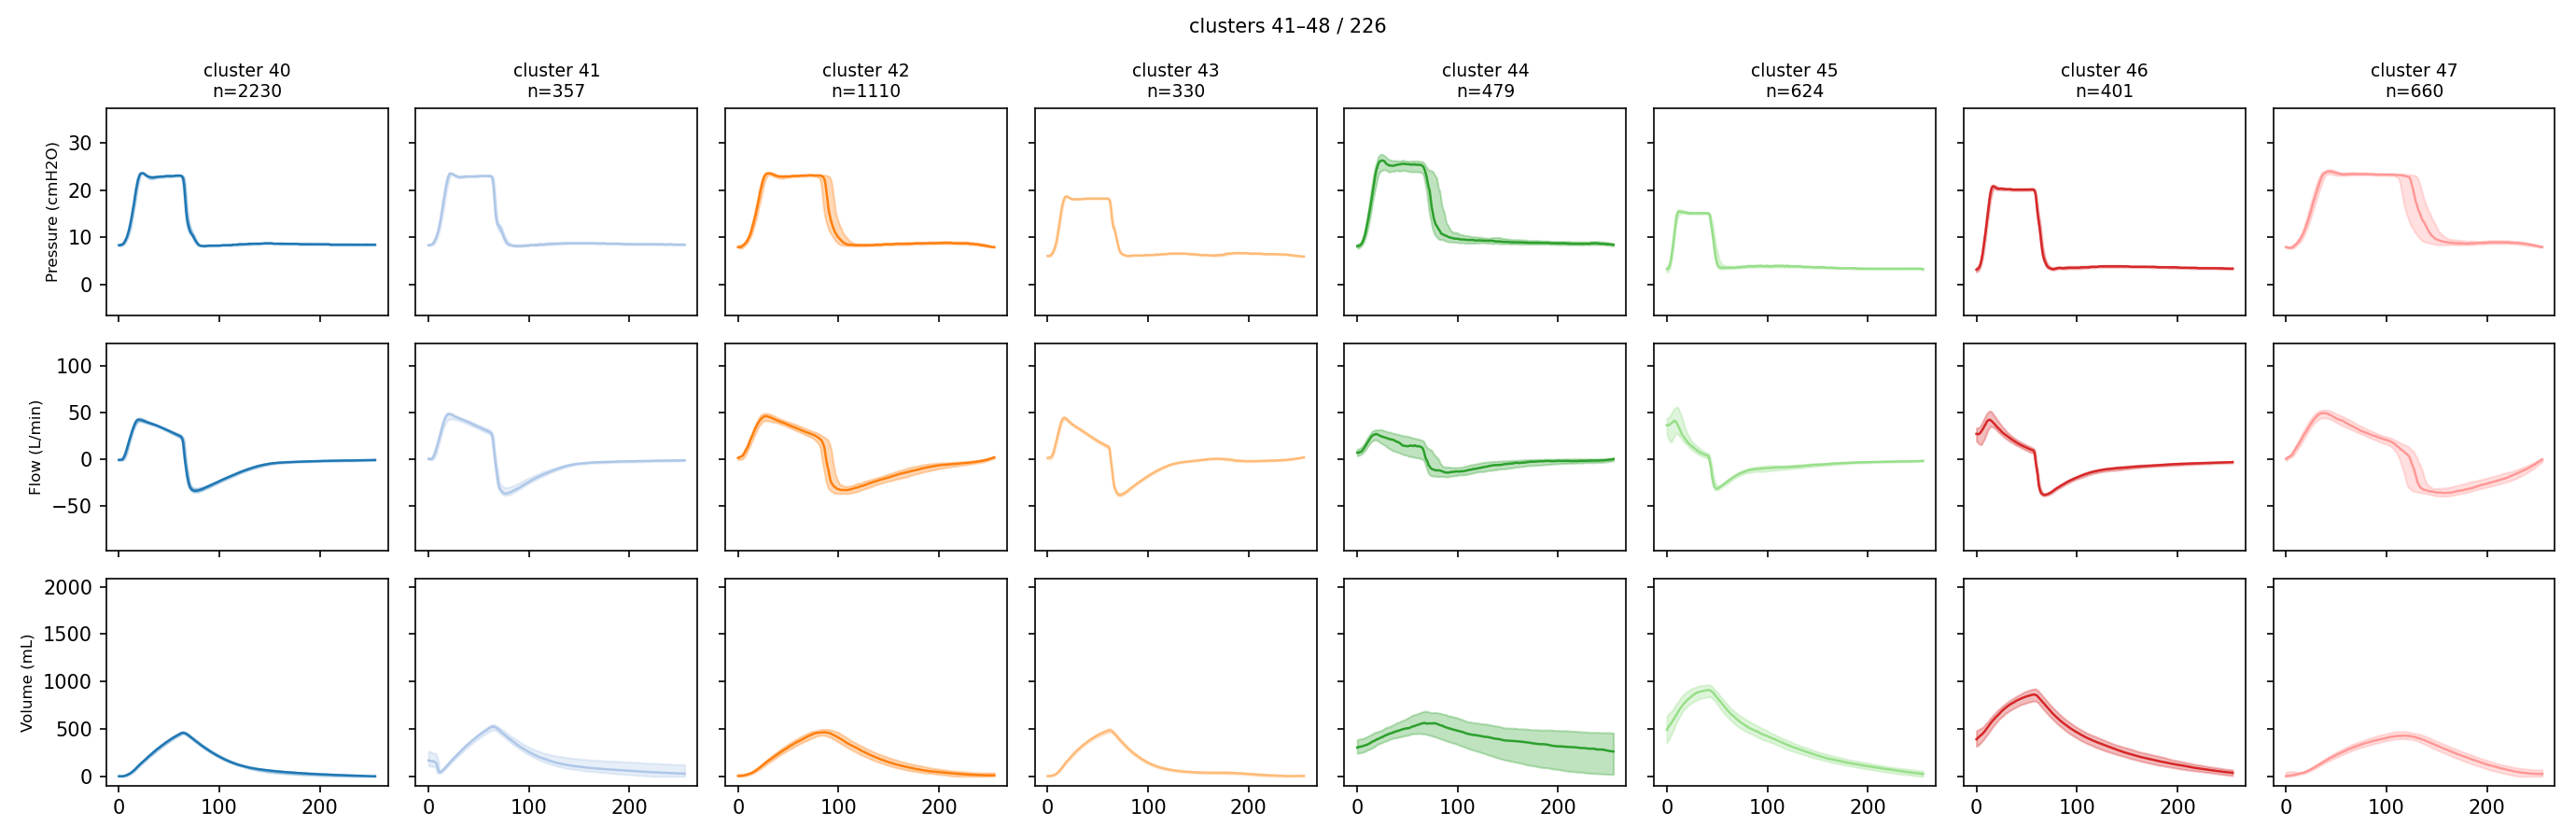 clusters 41–48 / 226
cluster 40
n=2230
cluster 41
n=357
cluster 42
n=1110
cluster 43
n=330
cluster 44
n=479
cluster 45
n=624
cluster 46
n=401
cluster 47
n=660
Pressure (cmH2O)
30
20
10
0
Flow (L/min)
100
50
0
−50
Volume (mL)
2000
1500
1000
500
0
0 100 200
0 100 200
0 100 200
0 100 200
0 100 200
0 100 200
0 100 200
0 100 200